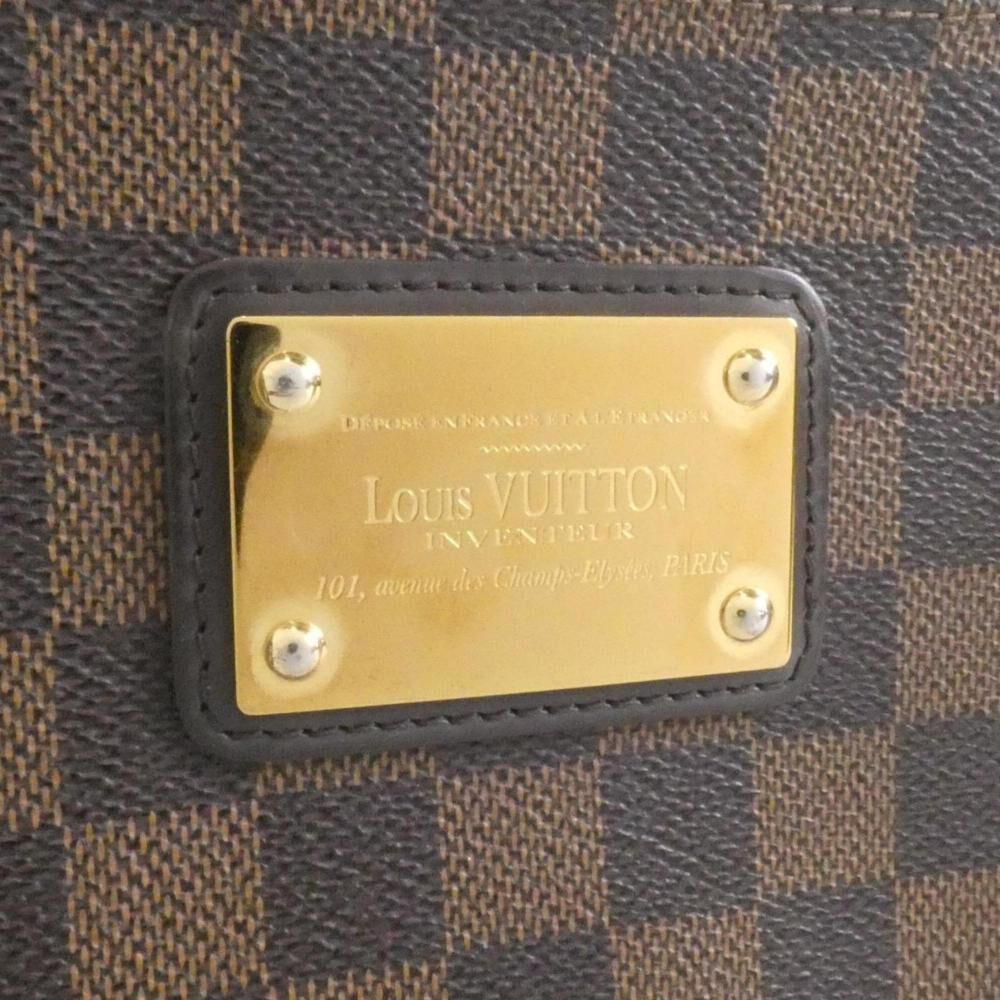 DÉPOSÉ EN FRANCE ET À L'ETRANGER
LOUIS VUITTON
INVENTEUR
101, avenue des Champs-Elysées, PARIS